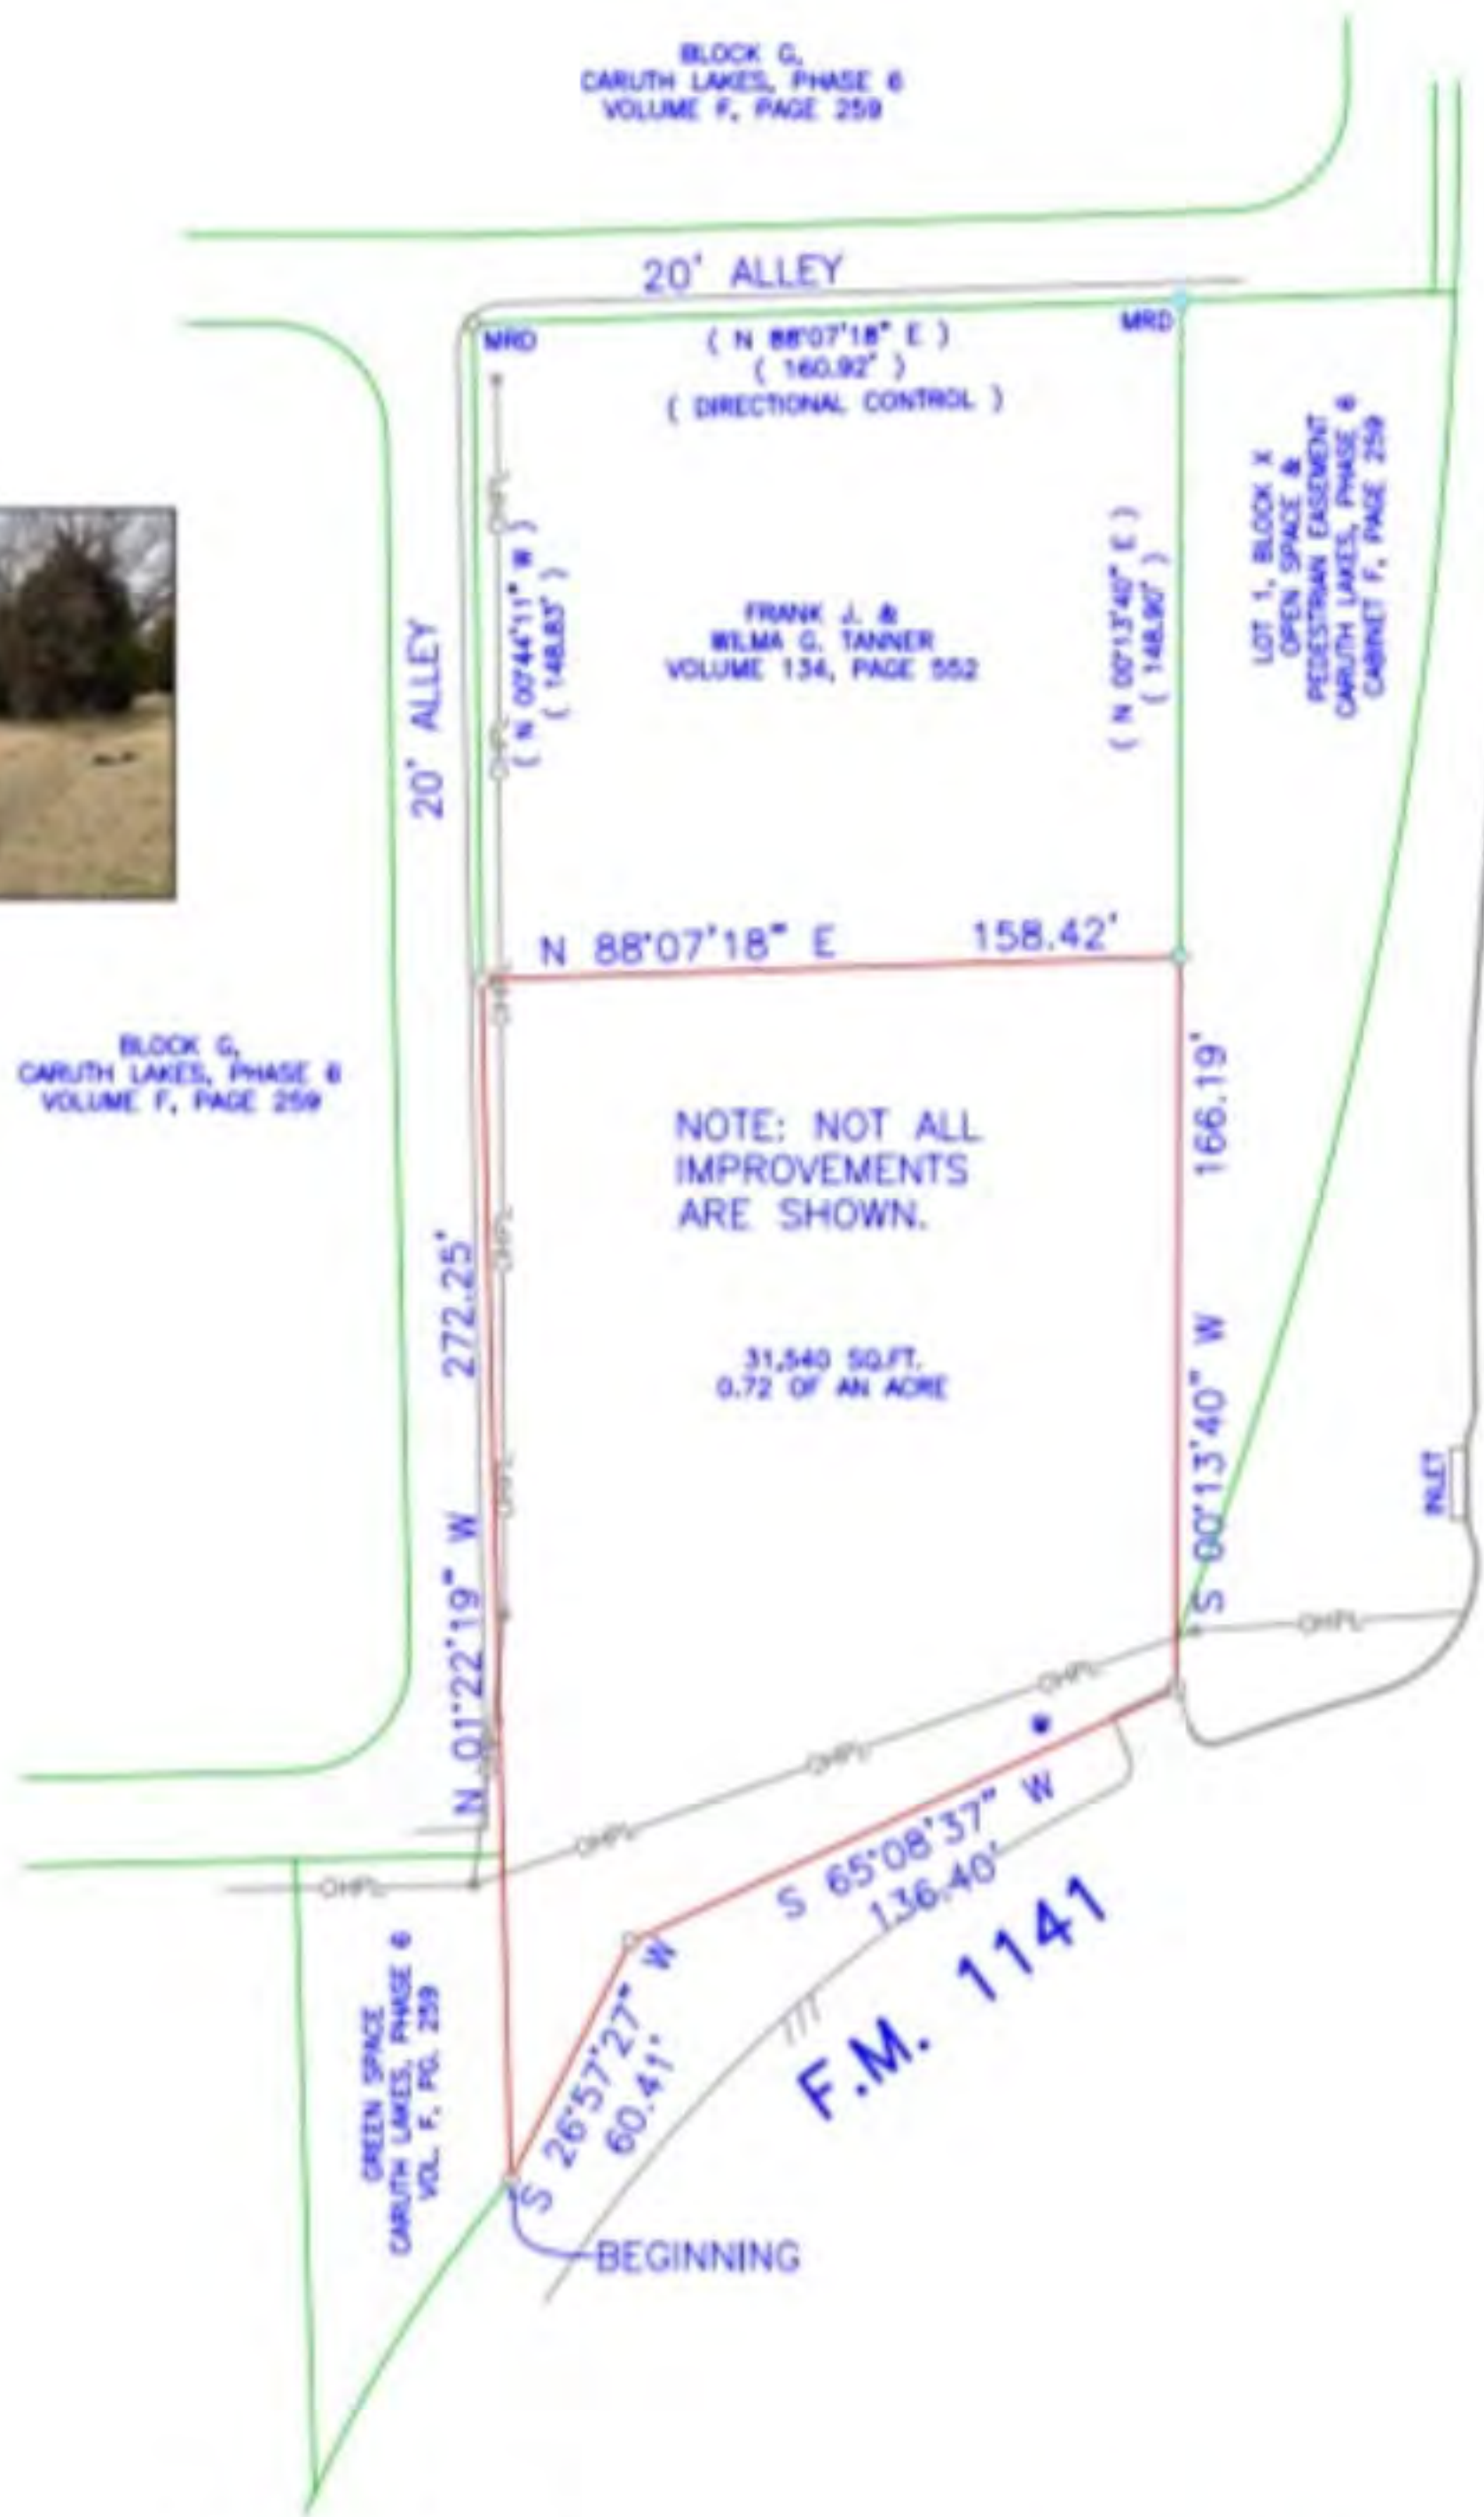 BLOCK G,
CARUTH LAKES, PHASE 6
VOLUME F, PAGE 259
20' ALLEY
MRD
MRD
( N 88°07'18" E )
( 160.92' )
( DIRECTIONAL CONTROL )
OHPL
( N 00°44'11" W )
( 148.83' )
FRANK J. &
WILMA G. TANNER
VOLUME 134, PAGE 552
( N 00°13'40" E )
( 148.90' )
LOT 1, BLOCK X
OPEN SPACE &
PEDESTRIAN EASEMENT
CARUTH LAKES, PHASE 6
CABINET F, PAGE 259
20' ALLEY
OHPL
N 88°07'18" E 158.42'
OHPL
BLOCK G,
CARUTH LAKES, PHASE 6
VOLUME F, PAGE 259
NOTE: NOT ALL
IMPROVEMENTS
ARE SHOWN.
31,540 SQ.FT.
0.72 OF AN ACRE
N 01°22'19" W 272.25'
OHPL
OHPL
S 00°13'40" W 166.19'
INLET
OHPL
OHPL
OHPL
OHPL
OHPL
S 65°08'37" W
136.40'
F.M. 1141
S 26°57'27" W
60.41'
GREEN SPACE
CARUTH LAKES, PHASE 6
VOL. F, PG. 259
BEGINNING